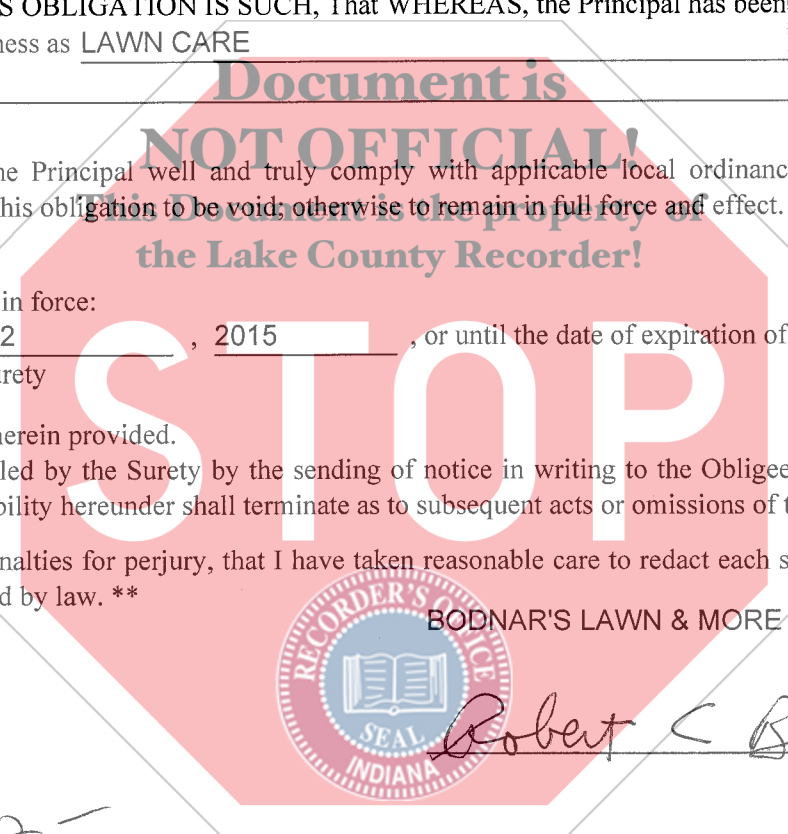 S OBLIGATION IS SUCH, That WHEREAS, the Principal has been
ness as LAWN CARE
Document is
NOT OFFICIAL!
he Principal well and truly comply with applicable local ordinanc
This Document is the property of
his obligation to be void; otherwise to remain in full force and effect.
the Lake County Recorder!
in force:
2 , 2015 , or until the date of expiration of
urety
STOP
herein provided.
led by the Surety by the sending of notice in writing to the Obligee
bility hereunder shall terminate as to subsequent acts or omissions of t
nalties for perjury, that I have taken reasonable care to redact each s
d by law. **
BODNAR'S LAWN & MORE
RECORDER'S OFFICE
SEAL
INDIANA
Robert C B